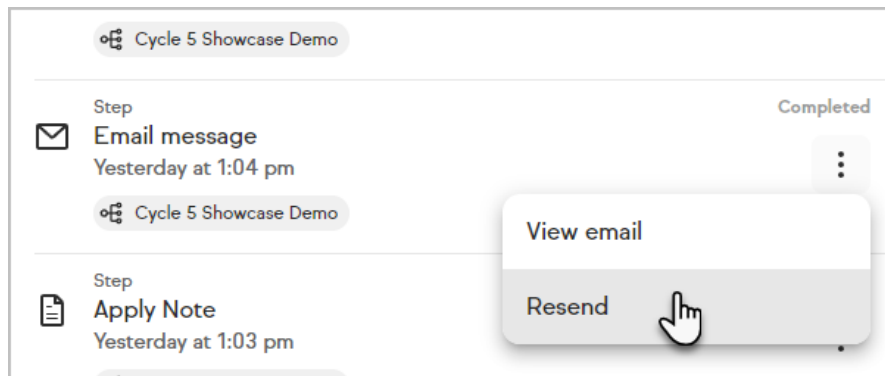 Cycle 5 Showcase Demo
Step
Completed
Email message
Yesterday at 1:04 pm
Cycle 5 Showcase Demo
View email
Resend
Step
Apply Note
Yesterday at 1:03 pm